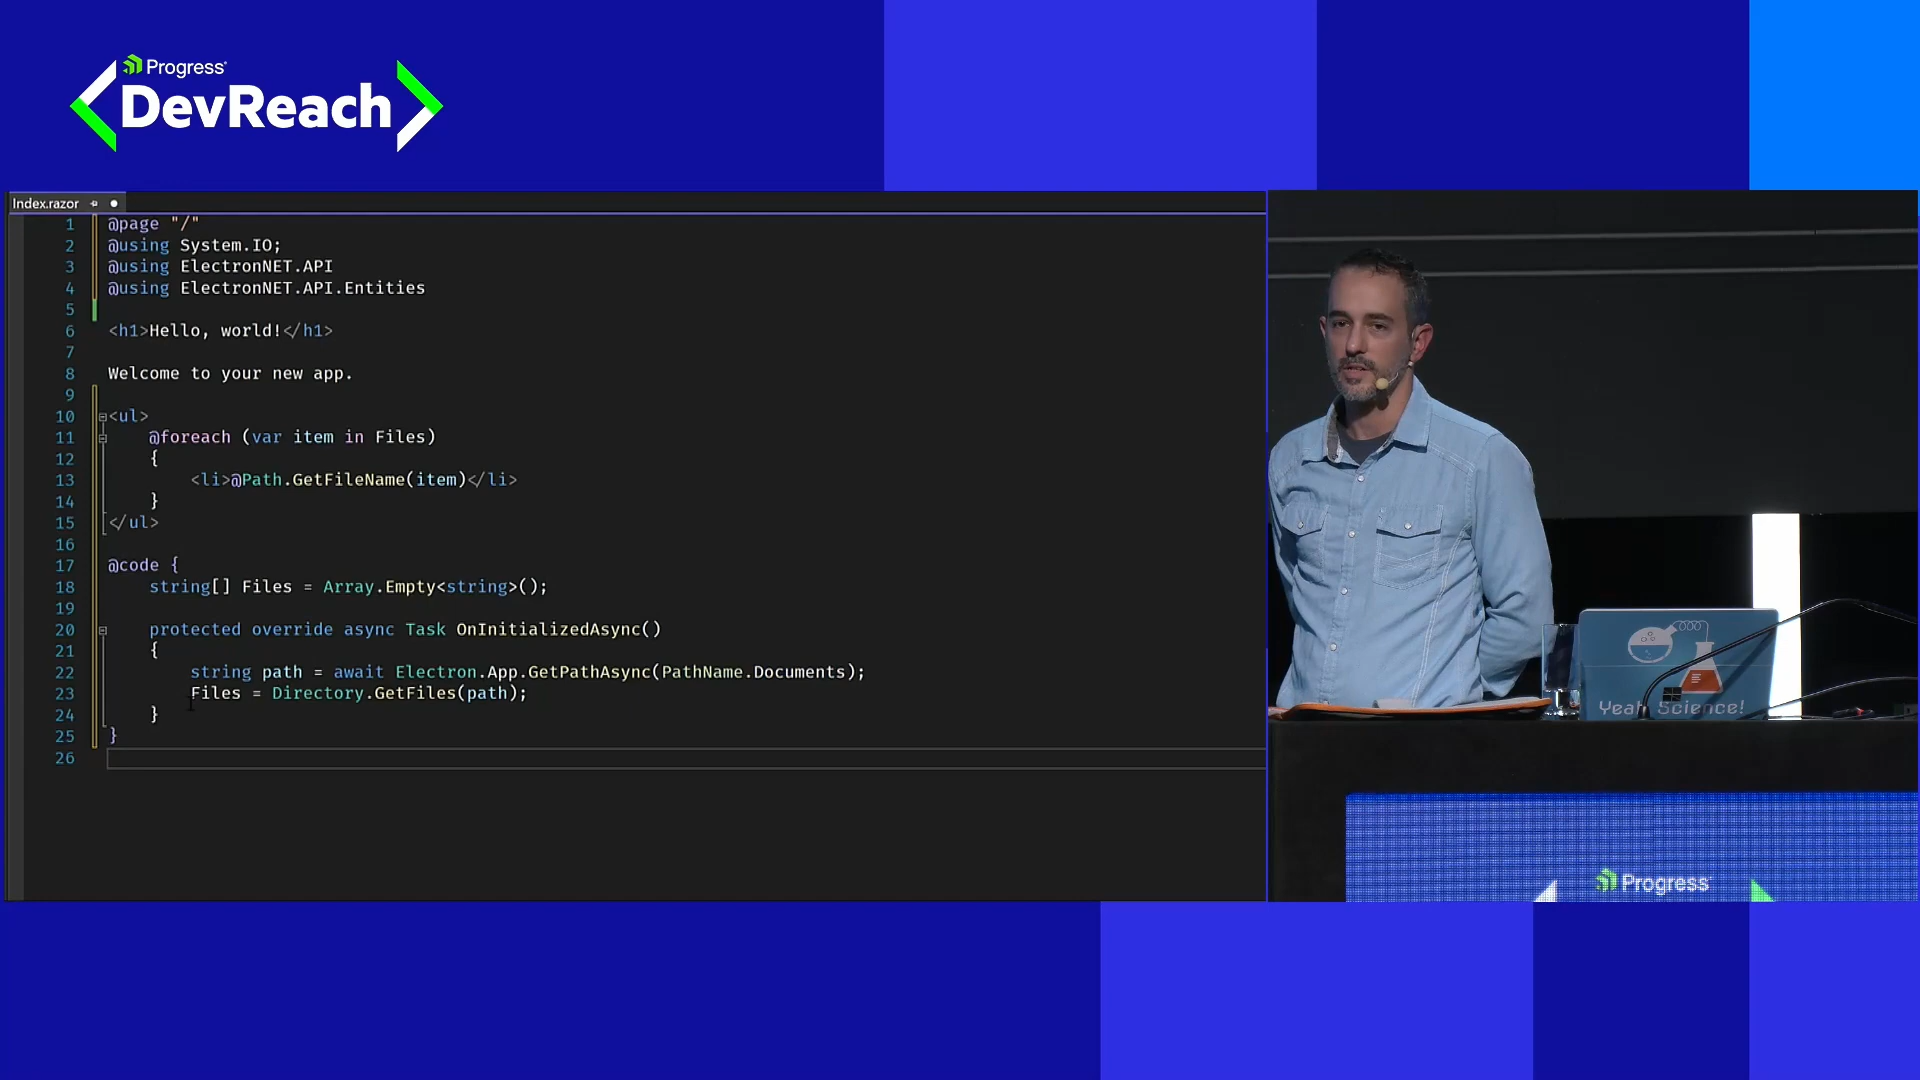 Progress
DevReach
Index.razor
1 @page "/"
2 @using System.IO;
3 @using ElectronNET.API
4 @using ElectronNET.API.Entities
5
6 <h1>Hello, world!</h1>
7
8 Welcome to your new app.
9
10 <ul>
11 @foreach (var item in Files)
12 {
13 <li>@Path.GetFileName(item)</li>
14 }
15 </ul>
16
17 @code {
18 string[] Files = Array.Empty<string>();
19
20 protected override async Task OnInitializedAsync()
21 {
22 string path = await Electron.App.GetPathAsync(PathName.Documents);
23 Files = Directory.GetFiles(path);
24 }
25 }
26
Yeah Science!
Progress